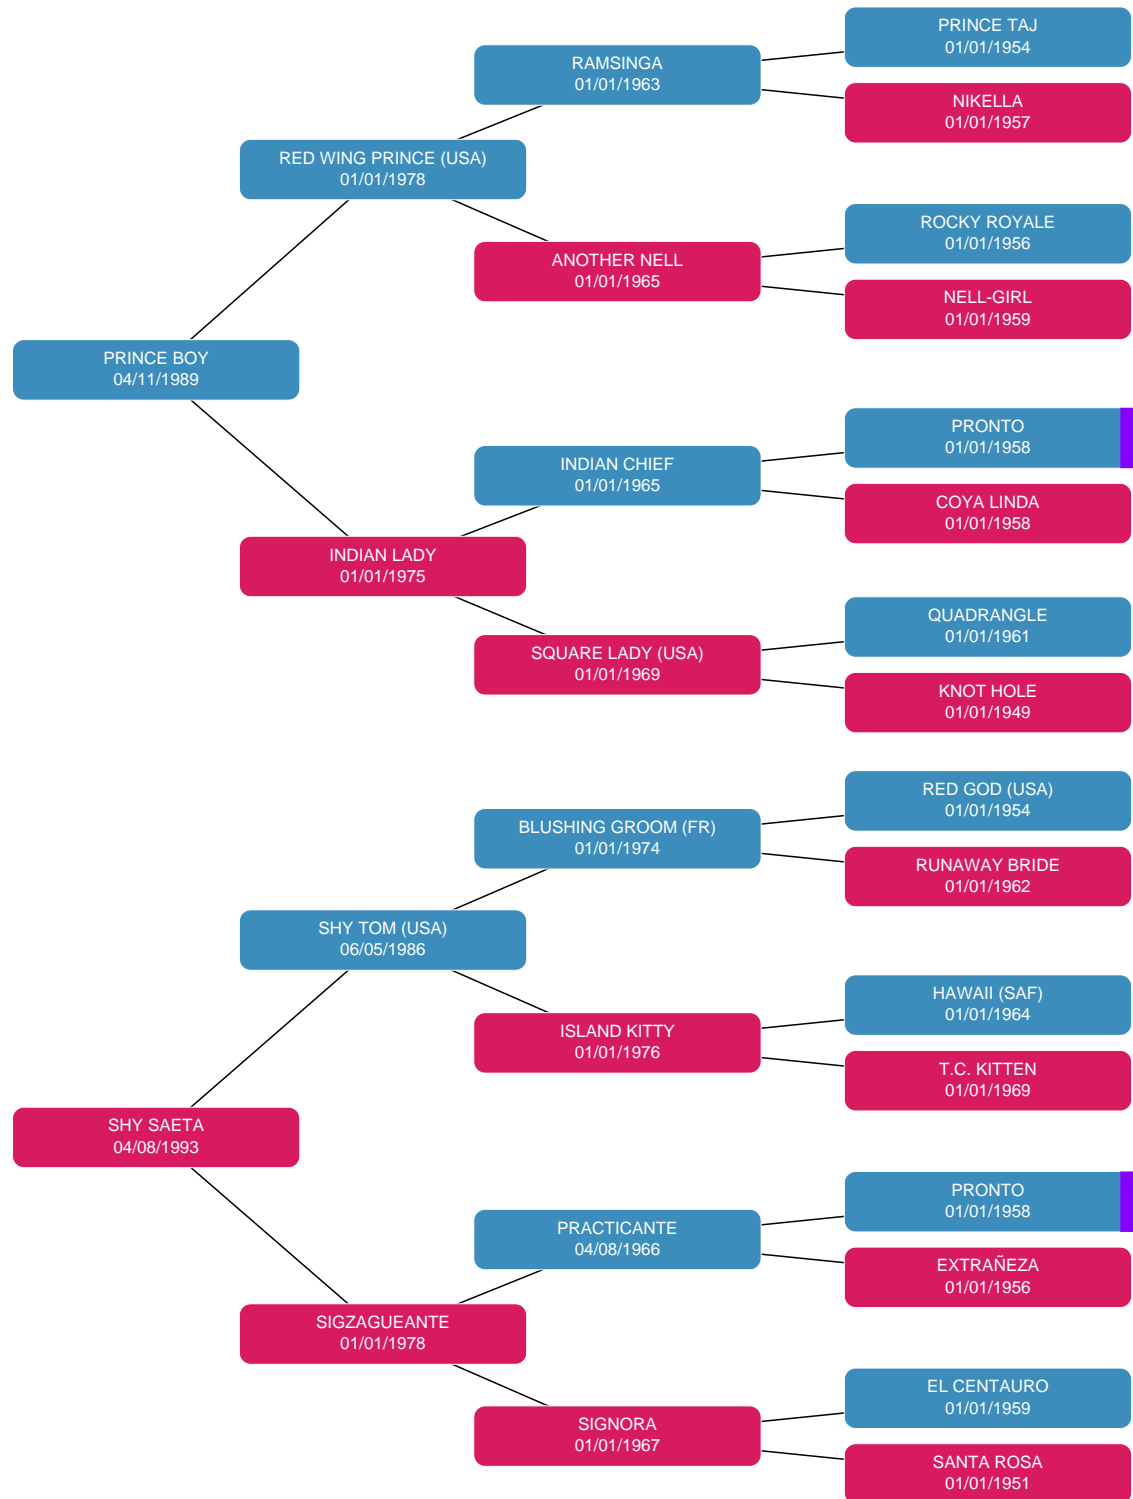 PRINCE TAJ
01/01/1954
RAMSINGA
01/01/1963
NIKELLA
01/01/1957
RED WING PRINCE (USA)
01/01/1978
ROCKY ROYALE
01/01/1956
ANOTHER NELL
01/01/1965
NELL-GIRL
01/01/1959
PRINCE BOY
04/11/1989
PRONTO
01/01/1958
INDIAN CHIEF
01/01/1965
COYA LINDA
01/01/1958
INDIAN LADY
01/01/1975
QUADRANGLE
01/01/1961
SQUARE LADY (USA)
01/01/1969
KNOT HOLE
01/01/1949
RED GOD (USA)
01/01/1954
BLUSHING GROOM (FR)
01/01/1974
RUNAWAY BRIDE
01/01/1962
SHY TOM (USA)
06/05/1986
HAWAII (SAF)
01/01/1964
ISLAND KITTY
01/01/1976
T.C. KITTEN
01/01/1969
SHY SAETA
04/08/1993
PRONTO
01/01/1958
PRACTICANTE
04/08/1966
EXTRAÑEZA
01/01/1956
SIGZAGUEANTE
01/01/1978
EL CENTAURO
01/01/1959
SIGNORA
01/01/1967
SANTA ROSA
01/01/1951